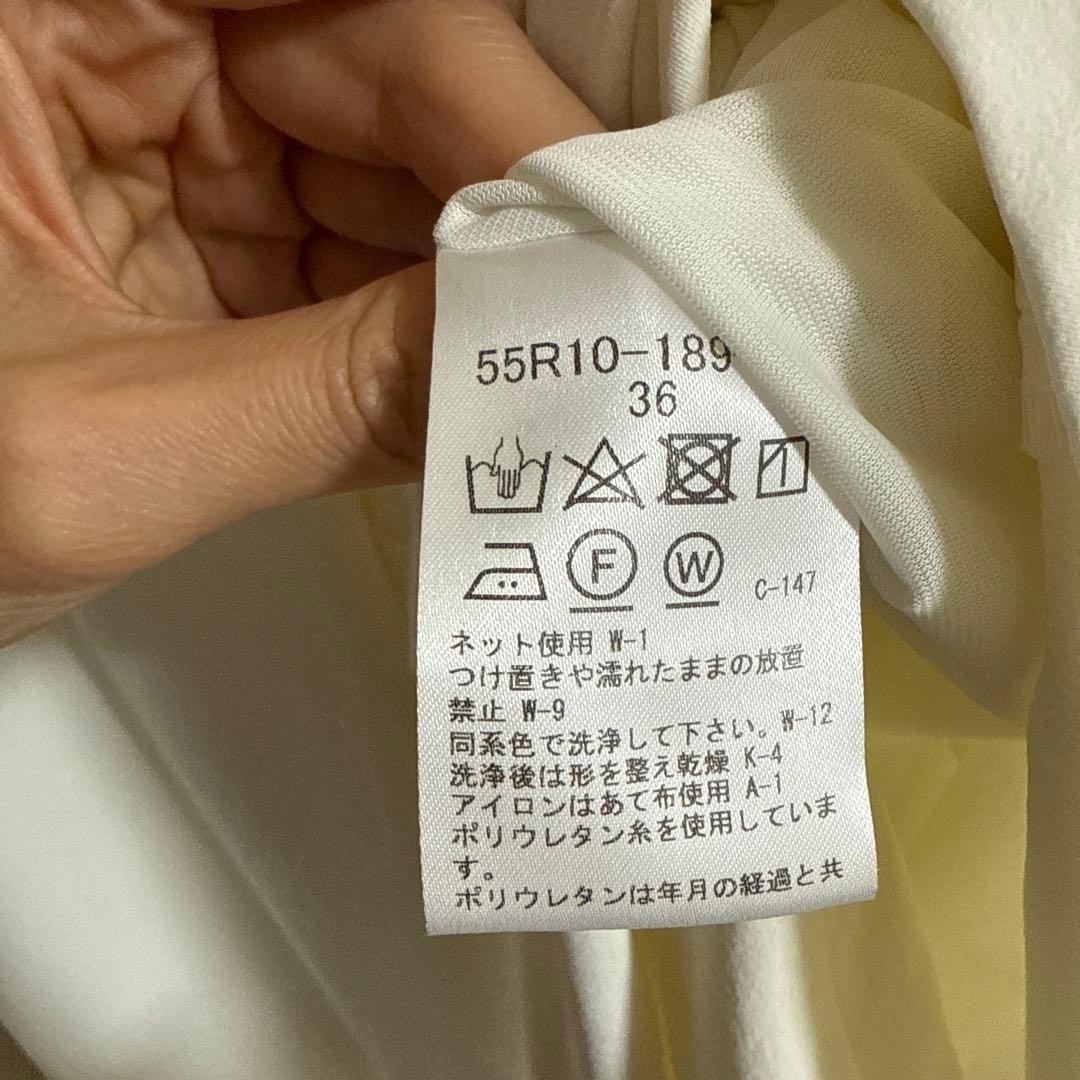 55R10-189
36
F
W
C-147
ネット使用 W-1
つけ置きや濡れたままの放置
禁止 W-9
同系色で洗浄して下さい。W-12
洗浄後は形を整え乾燥 K-4
アイロンはあて布使用 A-1
ポリウレタン糸を使用していま
す。
ポリウレタンは年月の経過と共